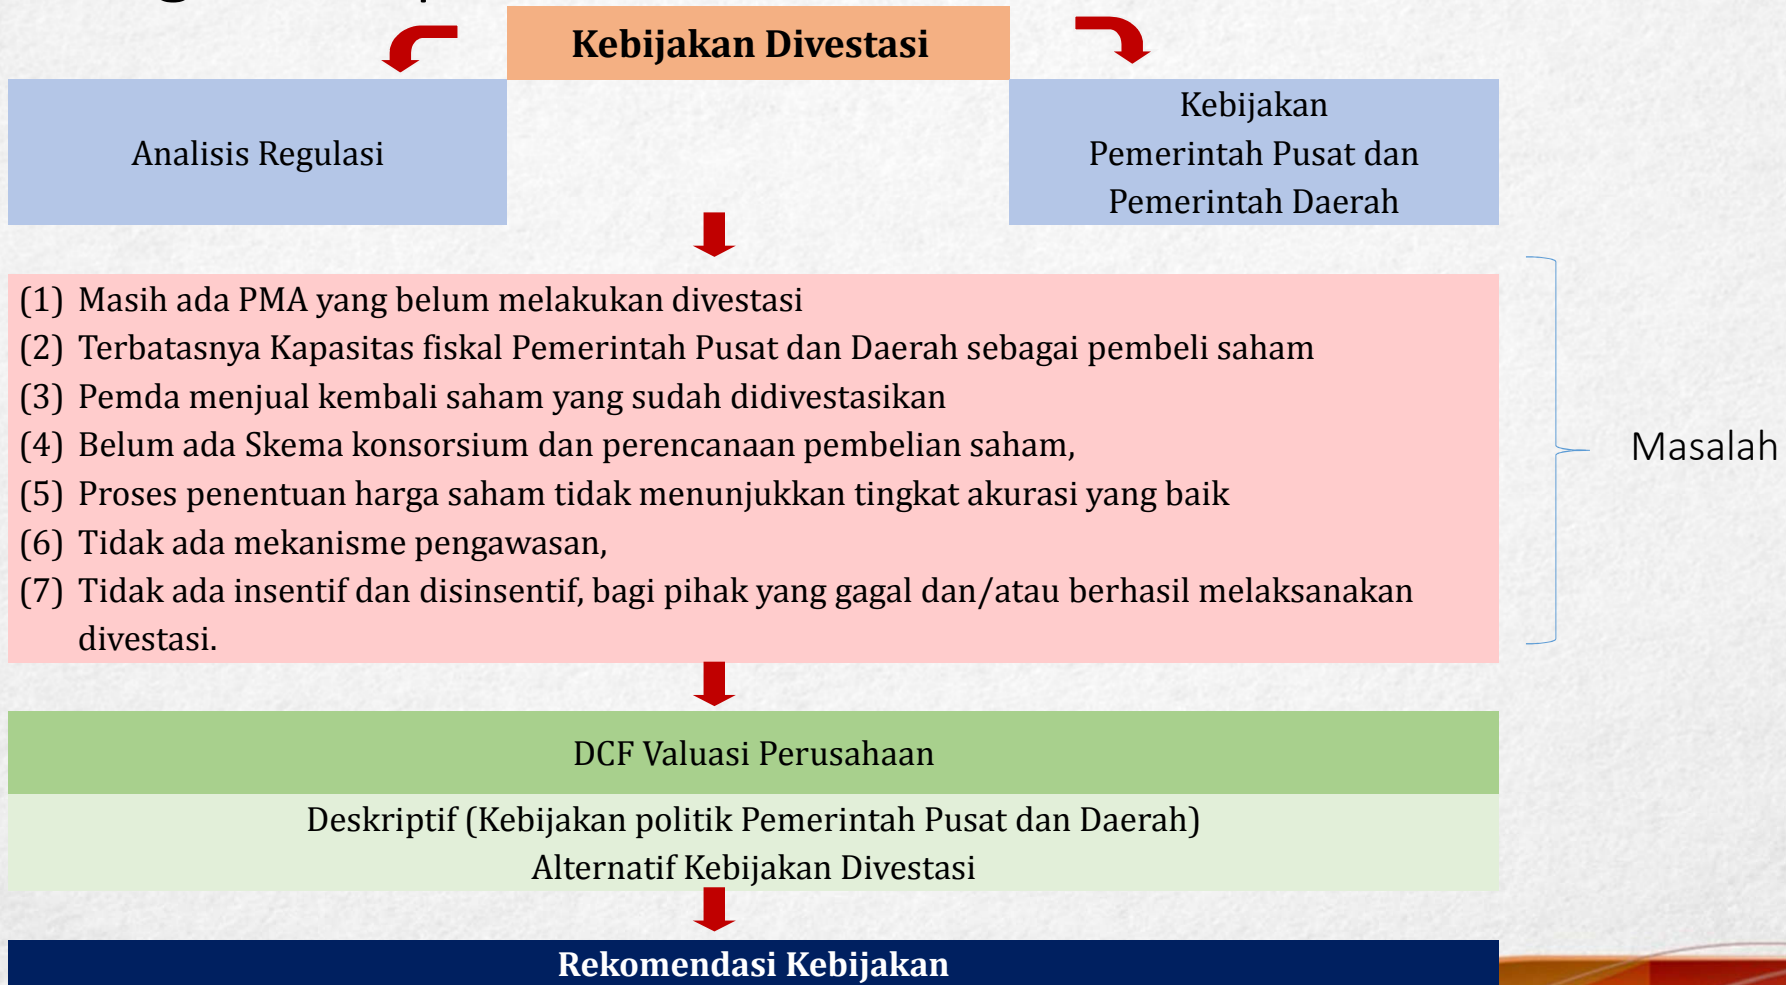 Kebijakan Divestasi
Analisis Regulasi
Kebijakan
Pemerintah Pusat dan
Pemerintah Daerah
(1) Masih ada PMA yang belum melakukan divestasi
(2) Terbatasnya Kapasitas fiskal Pemerintah Pusat dan Daerah sebagai pembeli saham
(3) Pemda menjual kembali saham yang sudah didivestasikan
(4) Belum ada Skema konsorsium dan perencanaan pembelian saham,
(5) Proses penentuan harga saham tidak menunjukkan tingkat akurasi yang baik
(6) Tidak ada mekanisme pengawasan,
(7) Tidak ada insentif dan disinsentif, bagi pihak yang gagal dan/atau berhasil melaksanakan
divestasi.
Masalah
DCF Valuasi Perusahaan
Deskriptif (Kebijakan politik Pemerintah Pusat dan Daerah)
Alternatif Kebijakan Divestasi
Rekomendasi Kebijakan